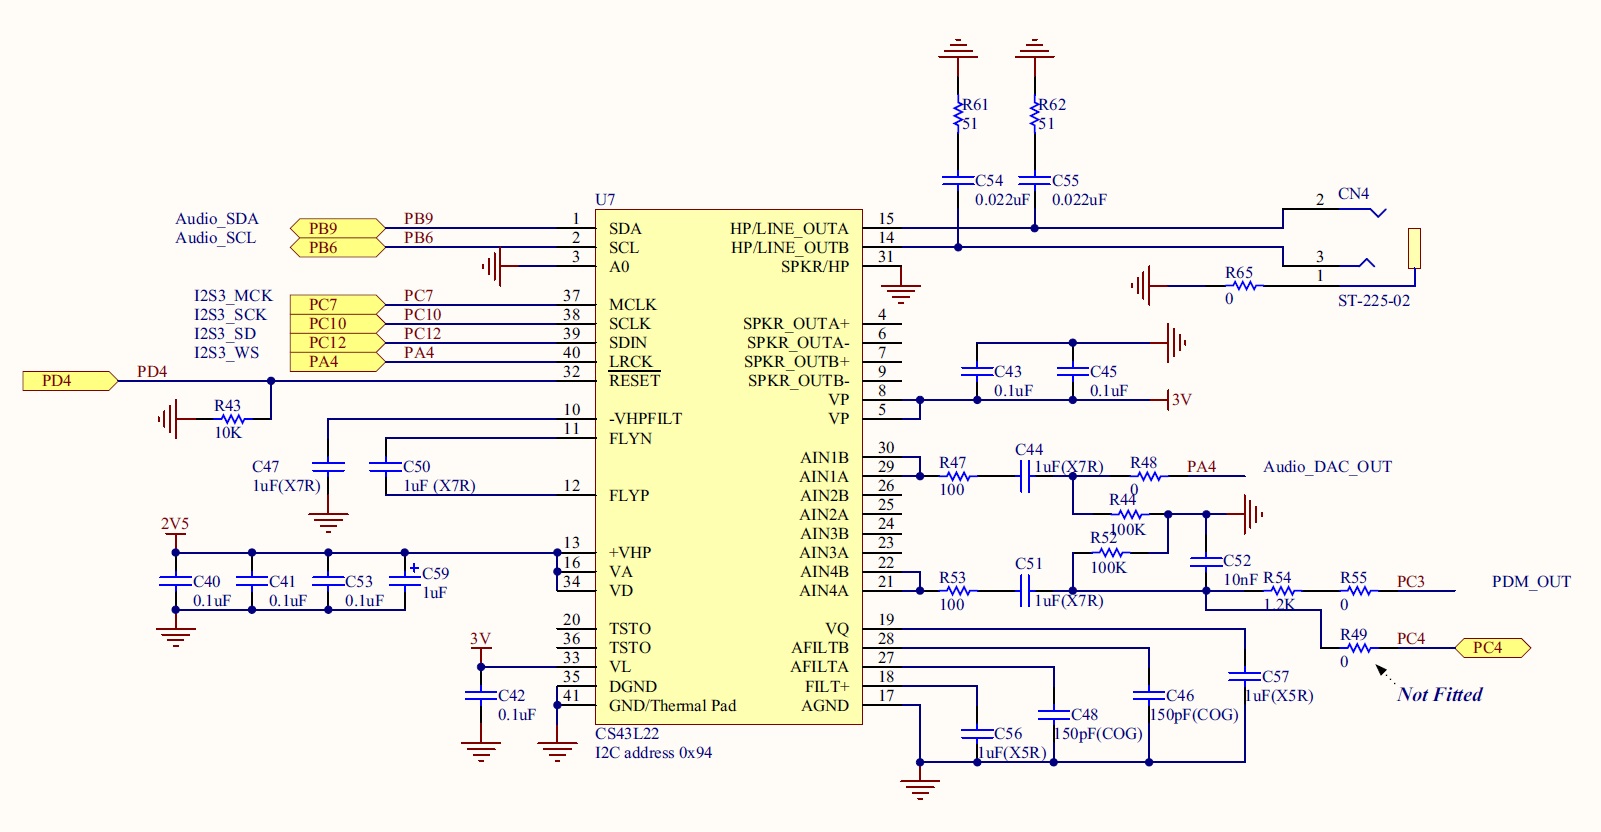 R61
51
R62
51
C54
0.022uF
C55
0.022uF
U7
CN4
2
3
1
ST-225-02
R65
0
Audio_SDA
PB9
PB9
1
SDA
HP/LINE_OUTA
15
Audio_SCL
PB6
PB6
2
SCL
HP/LINE_OUTB
14
3
A0
SPKR/HP
31
I2S3_MCK
PC7
PC7
37
MCLK
I2S3_SCK
PC10
PC10
38
SCLK
SPKR_OUTA+
4
I2S3_SD
PC12
PC12
39
SDIN
SPKR_OUTA-
6
I2S3_WS
PA4
PA4
40
LRCK
SPKR_OUTB+
7
PD4
PD4
32
RESET
SPKR_OUTB-
9
VP
8
VP
5
C43
0.1uF
C45
0.1uF
3V
R43
10K
10
-VHPFILT
11
FLYN
12
FLYP
C47
1uF(X7R)
C50
1uF (X7R)
AIN1B
30
AIN1A
29
AIN2B
26
AIN2A
25
AIN3B
24
AIN3A
23
AIN4B
22
AIN4A
21
R47
100
C44
1uF(X7R)
R48
0
PA4
Audio_DAC_OUT
R44
100K
R52
100K
C52
10nF
R53
100
C51
1uF(X7R)
R54
1.2K
R55
0
PC3
PDM_OUT
R49
0
PC4
PC4
Not Fitted
2V5
C40
0.1uF
C41
0.1uF
C53
0.1uF
+
C59
1uF
13
+VHP
16
VA
34
VD
20
TSTO
36
TSTO
33
VL
35
DGND
41
GND/Thermal Pad
3V
C42
0.1uF
VQ
19
AFILTB
28
AFILTA
27
FILT+
18
AGND
17
C57
1uF(X5R)
C46
150pF(COG)
C48
150pF(COG)
C56
1uF(X5R)
CS43L22
I2C address 0x94